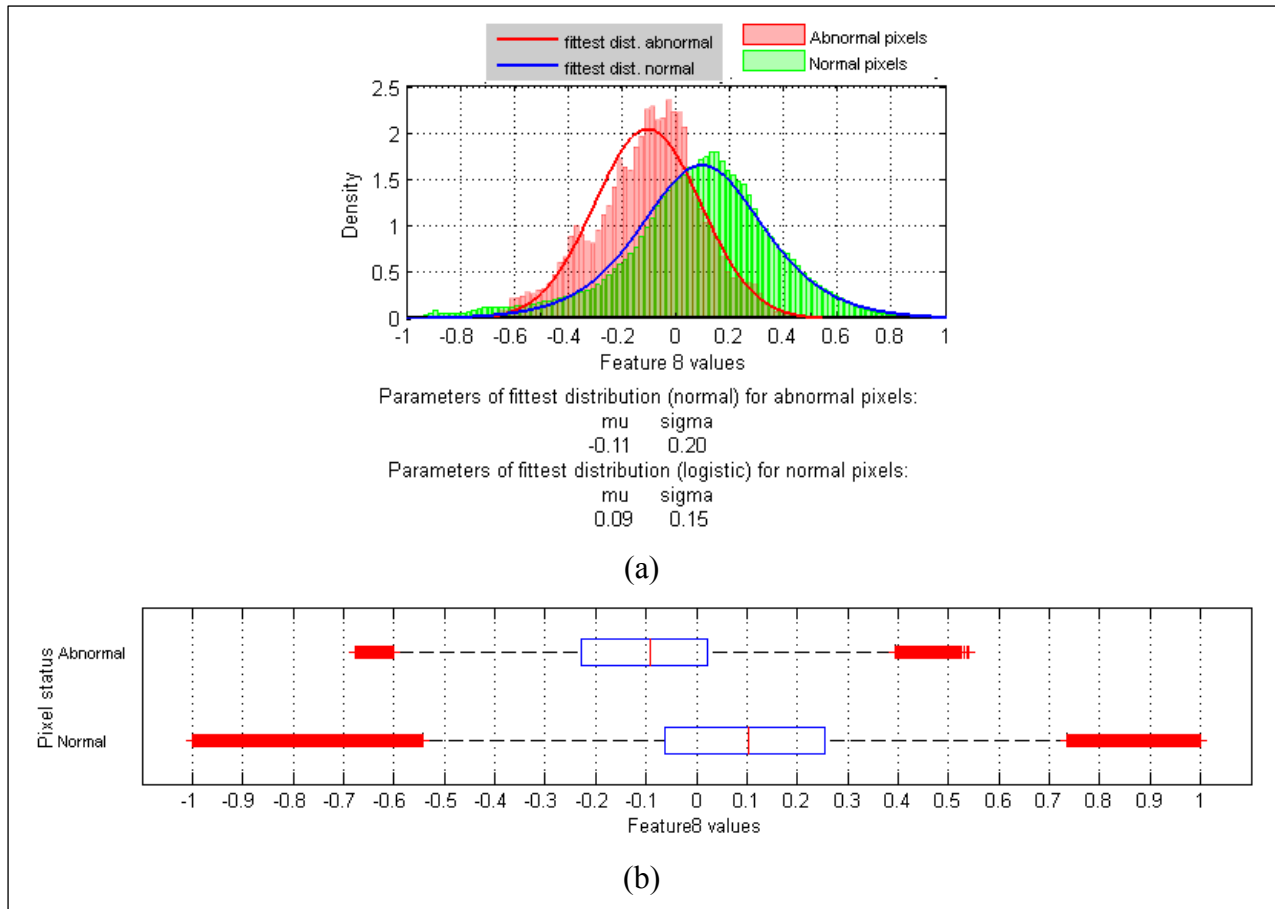 fittest dist. abnormal
fittest dist. normal
Abnormal pixels
Normal pixels
2.5
2
1.5
1
0.5
0
Density
-1 -0.8 -0.6 -0.4 -0.2 0 0.2 0.4 0.6 0.8 1
Feature 8 values
Parameters of fittest distribution (normal) for abnormal pixels:
mu sigma
-0.11 0.20
Parameters of fittest distribution (logistic) for normal pixels:
mu sigma
0.09 0.15
(a)
Pixel status
Abnormal
Normal
-1 -0.9 -0.8 -0.7 -0.6 -0.5 -0.4 -0.3 -0.2 -0.1 0 0.1 0.2 0.3 0.4 0.5 0.6 0.7 0.8 0.9 1
Feature8 values
(b)